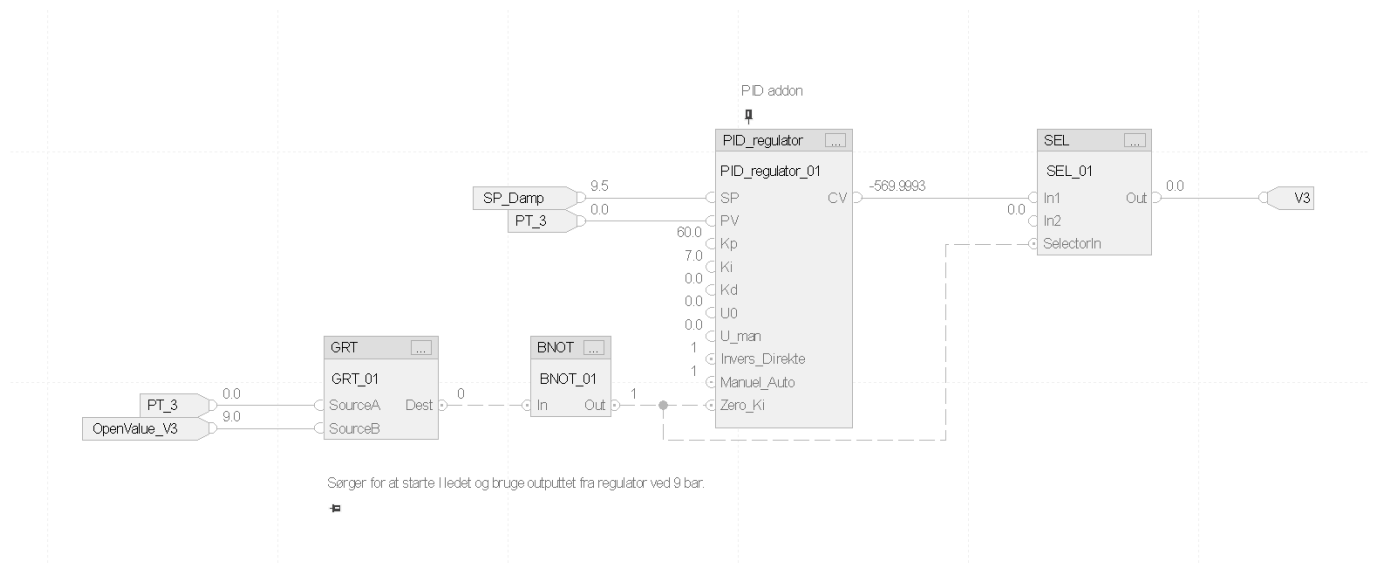 PID addon
PID_regulator ...
PID_regulator_01
SP_Damp 9.5 SP CV -569.9993
PT_3 0.0 PV
60.0 Kp
7.0 Ki
0.0 Kd
0.0 U0
0.0 U_man
1 Invers_Direkte
1 Manuel_Auto
Zero_Ki
SEL ...
SEL_01
In1 Out 0.0 V3
0.0 In2
SelectorIn
GRT ...
GRT_01
PT_3 0.0 SourceA Dest 0
OpenValue_V3 9.0 SourceB
BNOT ...
BNOT_01
In Out 1
Sørger for at starte I ledet og bruge outputtet fra regulator ved 9 bar.